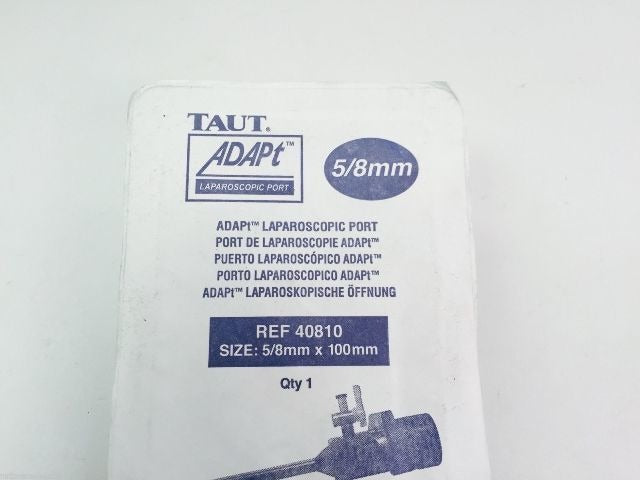 TAUT®
ADAPt™
LAPAROSCOPIC PORT
5/8mm
ADAPt™ LAPAROSCOPIC PORT
PORT DE LAPAROSCOPIE ADAPt™
PUERTO LAPAROSCÓPICO ADAPt™
PORTO LAPAROSCOPICO ADAPt™
ADAPt™ LAPAROSKOPISCHE ÖFFNUNG
REF 40810
SIZE: 5/8mm x 100mm
Qty 1